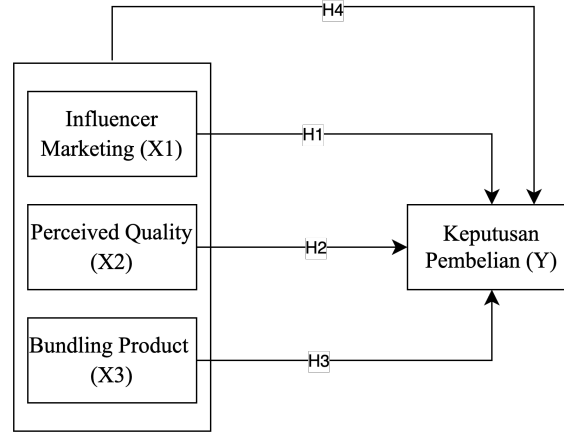 H4
Influencer
Marketing (X1)
H1
Perceived Quality
(X2)
H2
Keputusan
Pembelian (Y)
Bundling Product
(X3)
H3